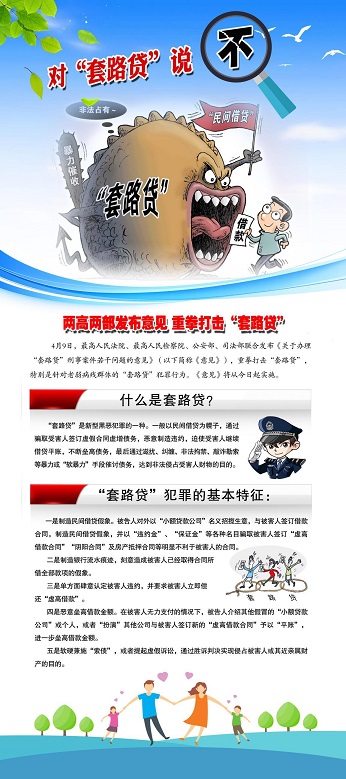 对“套路贷”说不
非法占有
“民间借贷”
暴力催收
“套路贷”
借款
两高两部发布意见 重拳打击“套路贷”
4月9日，最高人民法院、最高人民检察院、公安部、司法部联合发布《关于办理
“套路贷”刑事案件若干问题的意见》（以下简称《意见》），重拳打击“套路贷”，
特别是针对老弱病残群体的“套路贷”犯罪行为。《意见》将从今日起实施。
什么是套路贷?
“套路贷”是新型黑恶犯罪的一种。一般以民间借贷为幌子，通过
骗取受害人签订虚假合同虚增债务，恶意制造违约，迫使受害人继续
借贷平账，不断垒高债务，最后通过滋扰、纠缠、非法拘禁、敲诈勒索
等暴力或“软暴力”手段催讨债务，达到非法侵占受害人财物的目的。
“套路贷”犯罪的基本特征：
一是制造民间借贷假象。被告人对外以“小额贷款公司”名义招揽生意，与被害人签订借款
合同。制造民间借贷假象，并以“违约金”、“保证金”等各种名目骗取被害人签订“虚高
借款合同”“阴阳合同”及房产抵押合同等明显不利于被害人的合同。
二是制造银行流水痕迹，刻意造成被害人已经取得合同所
借全部款项的假象。
三是单方面肆意认定被害人违约，并要求被害人立即偿
还“虚高借款”。
套 路 贷
四是恶意垒高借款金额。在被害人无力支付的情况下，被告人介绍其他假冒的“小额贷款
公司”或个人，或者“扮演”其他公司与被害人签订新的“虚高借款合同”予以“平账”，
进一步垒高借款金额。
五是软硬兼施“索债”，或者提起虚假诉讼，通过胜诉判决实现侵占被害人或其近亲属财
产的目的。